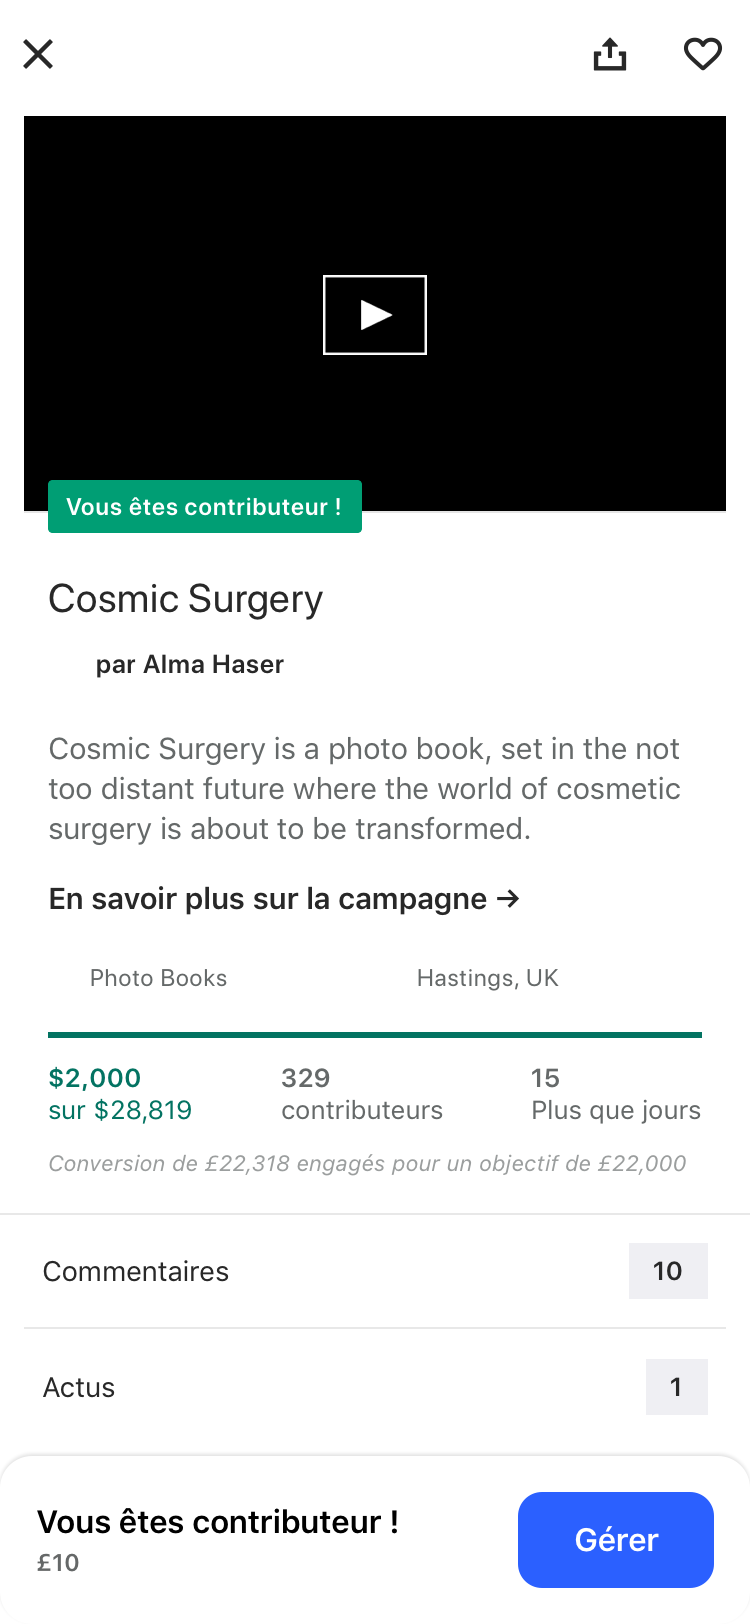 Vous êtes contributeur !
Cosmic Surgery
par Alma Haser
Cosmic Surgery is a photo book, set in the not
too distant future where the world of cosmetic
surgery is about to be transformed.
En savoir plus sur la campagne →
Photo Books
Hastings, UK
$2,000
sur $28,819
329
contributeurs
15
Plus que jours
Conversion de £22,318 engagés pour un objectif de £22,000
Commentaires
10
Actus
1
Vous êtes contributeur !
£10
Gérer